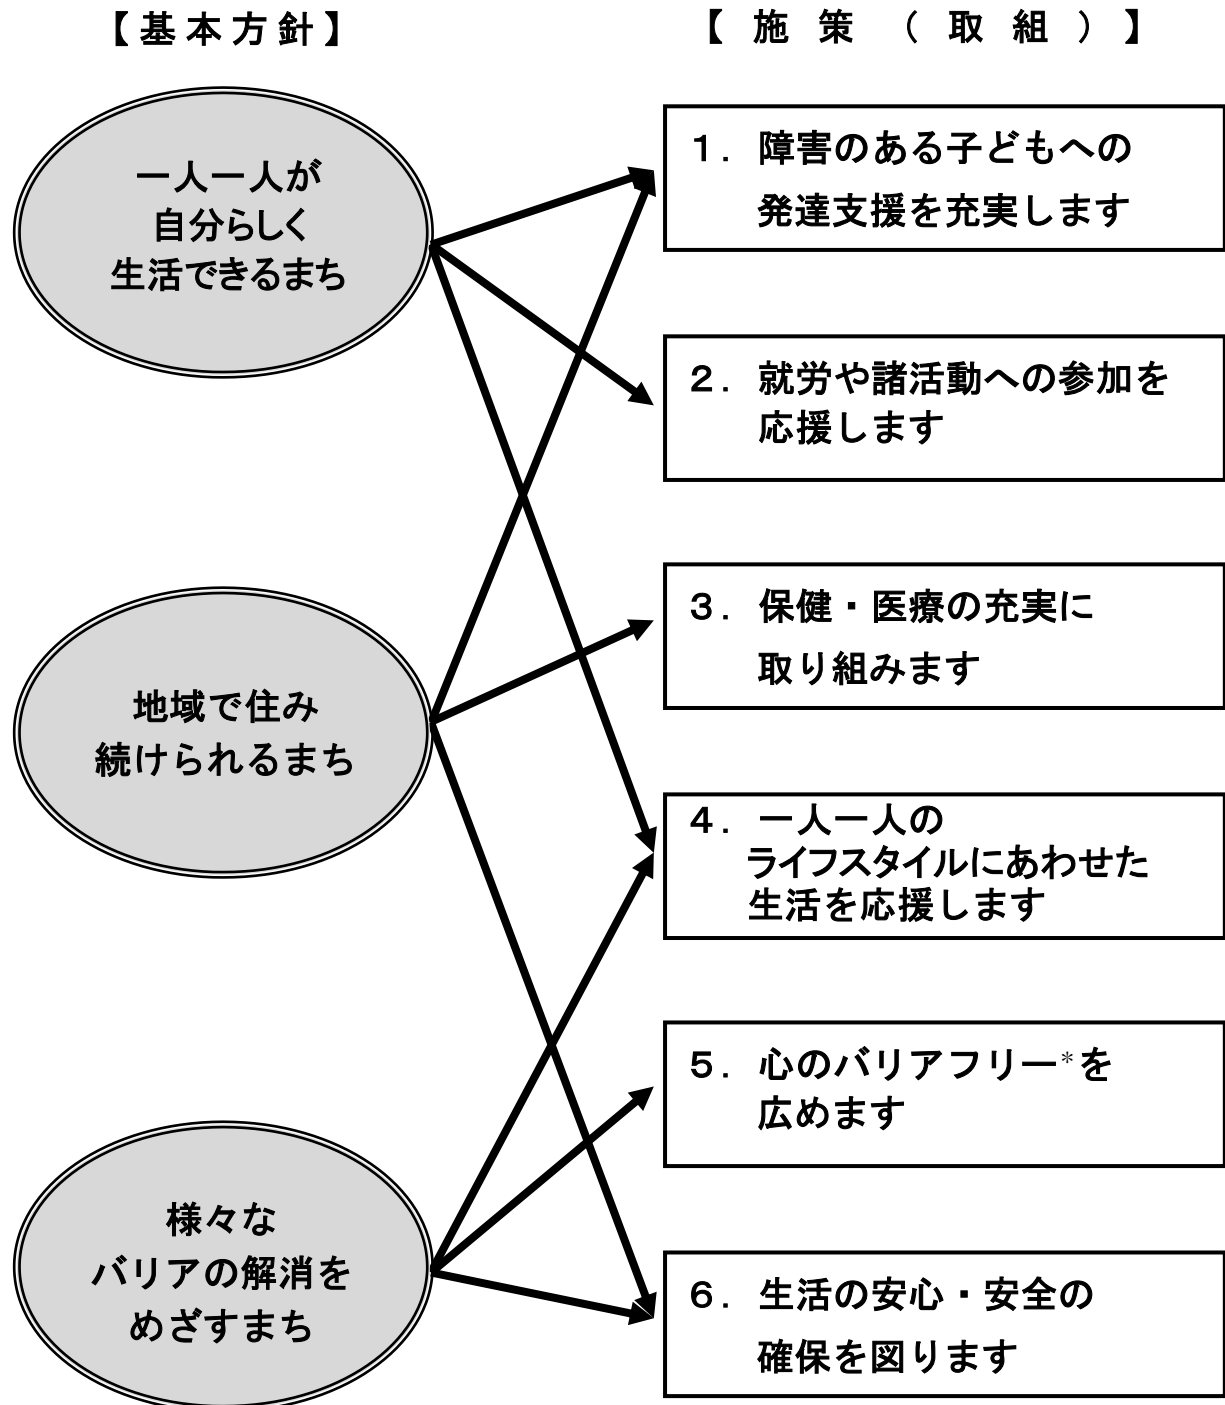 【基本方針】
【施策（取組）】
一人一人が
自分らしく
生活できるまち
地域で住み
続けられるまち
様々な
バリアの解消を
めざすまち
１．障害のある子どもへの
発達支援を充実します
２．就労や諸活動への参加を
応援します
３．保健・医療の充実に
取り組みます
４．一人一人の
ライフスタイルにあわせた
生活を応援します
５．心のバリアフリー*を
広めます
６．生活の安心・安全の
確保を図ります